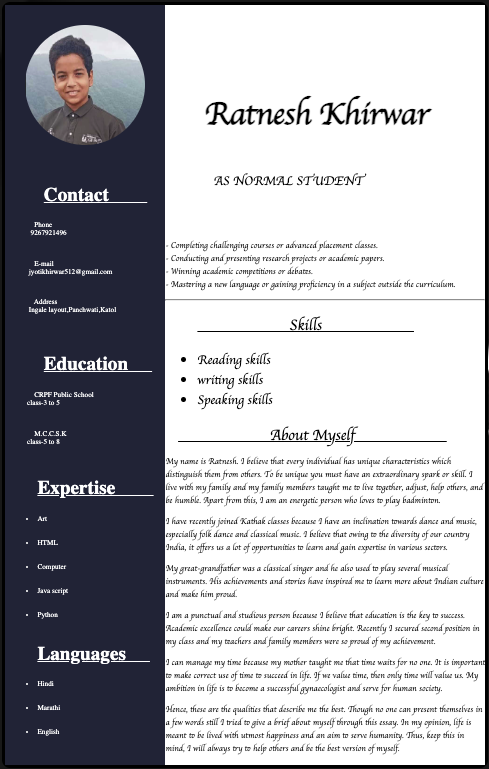 Ratnesh Khirwar
AS NORMAL STUDENT
Contact
Phone
9267921496
E-mail
jyotikhirwar512@gmail.com
Address
Ingale layout,Panchwati,Katol
Education
CRPF Public School
class-3 to 5
M.C.C.S.K
class-5 to 8
Expertise
Art
HTML
Computer
Java script
Python
Languages
Hindi
Marathi
English
- Completing challenging courses or advanced placement classes.
- Conducting and presenting research projects or academic papers.
- Winning academic competitions or debates.
- Mastering a new language or gaining proficiency in a subject outside the curriculum.
Skills
Reading skills
writing skills
Speaking skills
About Myself
My name is Ratnesh. I believe that every individual has unique characteristics which
distinguish them from others. To be unique you must have an extraordinary spark or skill. I
live with my family and my family members taught me to live together, adjust, help others, and
be humble. Apart from this, I am an energetic person who loves to play badminton.
I have recently joined Kathak classes because I have an inclination towards dance and music,
especially folk dance and classical music. I believe that owing to the diversity of our country
India, it offers us a lot of opportunities to learn and gain expertise in various sectors.
My great-grandfather was a classical singer and he also used to play several musical
instruments. His achievements and stories have inspired me to learn more about Indian culture
and make him proud.
I am a punctual and studious person because I believe that education is the key to success.
Academic excellence could make our careers shine bright. Recently I secured second position in
my class and my teachers and family members were so proud of my achievement.
I can manage my time because my mother taught me that time waits for no one. It is important
to make correct use of time to succeed in life. If we value time, then only time will value us. My
ambition in life is to become a successful gynaecologist and serve for human society.
Hence, these are the qualities that describe me the best. Though no one can present themselves in
a few words still I tried to give a brief about myself through this essay. In my opinion, life is
meant to be lived with utmost happiness and an aim to serve humanity. Thus, keep this in
mind, I will always try to help others and be the best version of myself.